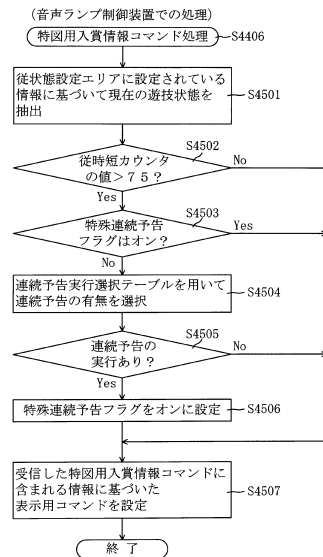 (音声ランプ制御装置での処理)
特図用入賞情報コマンド処理
S4406
従状態設定エリアに設定されている
情報に基づいて現在の遊技状態を
抽出
S4501
S4502
従時短カウンタ
の値>75?
No
Yes
S4503
特殊連続予告
フラグはオン?
Yes
No
連続予告実行選択テーブルを用いて
連続予告の有無を選択
S4504
S4505
連続予告の
実行あり?
No
Yes
特殊連続予告フラグをオンに設定
S4506
受信した特図用入賞情報コマンドに
含まれる情報に基づいた
表示用コマンドを設定
S4507
終了